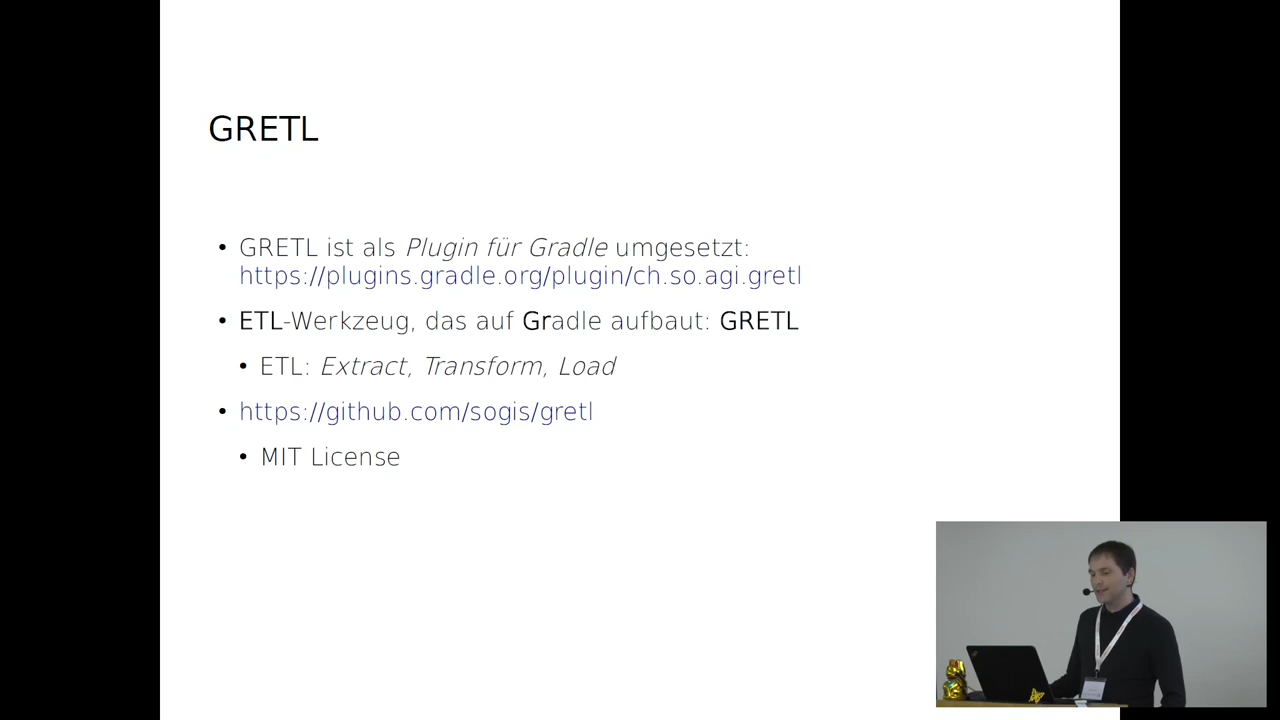 GRETL
• GRETL ist als Plugin für Gradle umgesetzt:
https://plugins.gradle.org/plugin/ch.so.agi.gretl
• ETL-Werkzeug, das auf Gradle aufbaut: GRETL
• ETL: Extract, Transform, Load
• https://github.com/sogis/gretl
• MIT License